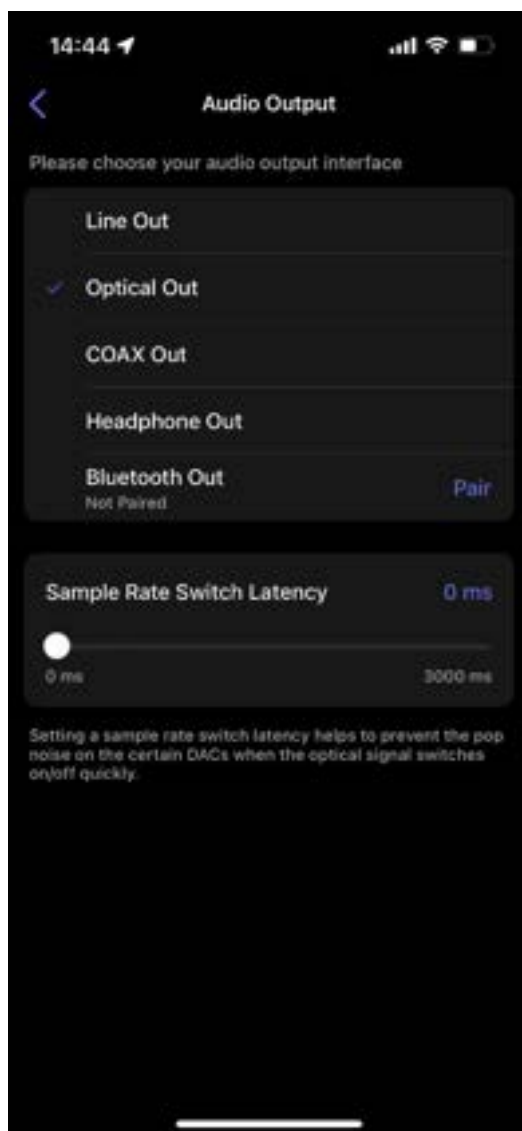 14:44
Audio Output
Please choose your audio output interface
Line Out
Optical Out
COAX Out
Headphone Out
Bluetooth Out
Not Paired
Pair
Sample Rate Switch Latency
0 ms
0 ms
3000 ms
Setting a sample rate switch latency helps to prevent the pop
noise on the certain DACs when the optical signal switches
on/off quickly.